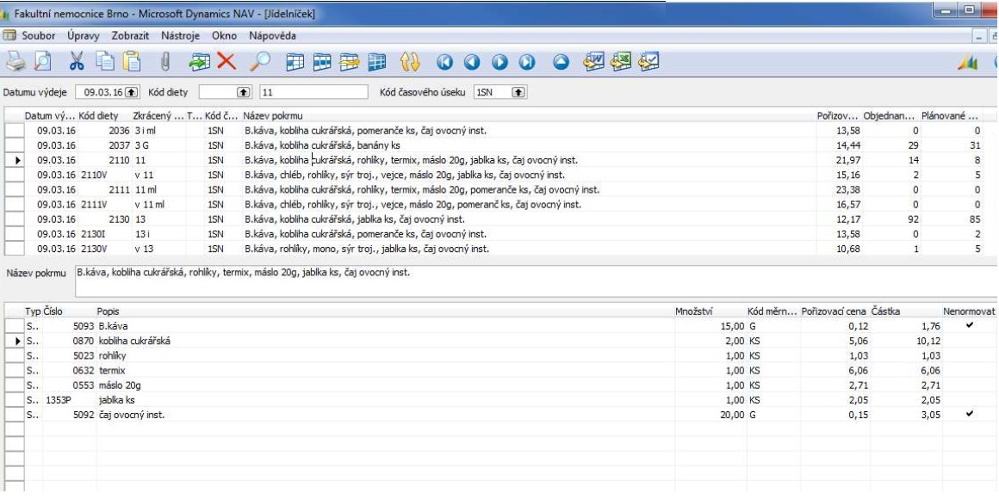 Fakultní nemocnice Brno - Microsoft Dynamics NAV - [Jídelníček]
Soubor Úpravy Zobrazit Nástroje Okno Nápověda
Datumu výdeje 09.03.16 Kód diety 11 Kód časového úseku 1SN
Datum vý... Kód diety Zkrácený ... T... Kód č... Název pokrmu Pořizov... Objednan... Plánované ...
09.03.16 2036 3 i ml 1SN B.káva, kobliha cukrářská, pomeranče ks, čaj ovocný inst. 13,58 0 0
09.03.16 2037 3 G 1SN B.káva, kobliha cukrářská, banány ks 14,44 29 31
09.03.16 2110 11 1SN B.káva, kobliha cukrářská, rohlíky, termix, máslo 20g, jablka ks, čaj ovocný inst. 21,97 14 8
09.03.16 2110V v 11 1SN B.káva, chléb, rohlíky, sýr troj., vejce, máslo 20g, jablka ks, čaj ovocný inst. 15,16 2 5
09.03.16 2111 11 ml 1SN B.káva, kobliha cukrářská, rohlíky, termix, máslo 20g, pomeranče ks, čaj ovocný inst. 23,38 0 0
09.03.16 2111V v 11 ml 1SN B.káva, chléb, rohlíky, sýr troj., vejce, máslo 20g, pomeranč ks, čaj ovocný inst. 16,57 0 0
09.03.16 2130 13 1SN B.káva, kobliha cukrářská, jablka ks, čaj ovocný inst. 12,17 92 85
09.03.16 2130I 13 i 1SN B.káva, kobliha cukrářská, pomeranče ks, čaj ovocný inst. 13,58 0 2
09.03.16 2130V v 13 1SN B.káva, rohlíky, mono, sýr troj., jablka ks, čaj ovocný inst. 10,68 1 5
Název pokrmu B.káva, kobliha cukrářská, rohlíky, termix, máslo 20g, jablka ks, čaj ovocný inst.
Typ Číslo Popis Množství Kód měrn... Pořizovací cena Částka Nenormovat
S.. 5093 B.káva 15,00 G 0,12 1,76 ✔
S.. 0870 kobliha cukrářská 2,00 KS 5,06 10,12
S.. 5023 rohlíky 1,00 KS 1,03 1,03
S.. 0632 termix 1,00 KS 6,06 6,06
S.. 0553 máslo 20g 1,00 KS 2,71 2,71
S.. 1353P jablka ks 1,00 KS 2,05 2,05
S.. 5092 čaj ovocný inst. 20,00 G 0,15 3,05 ✔